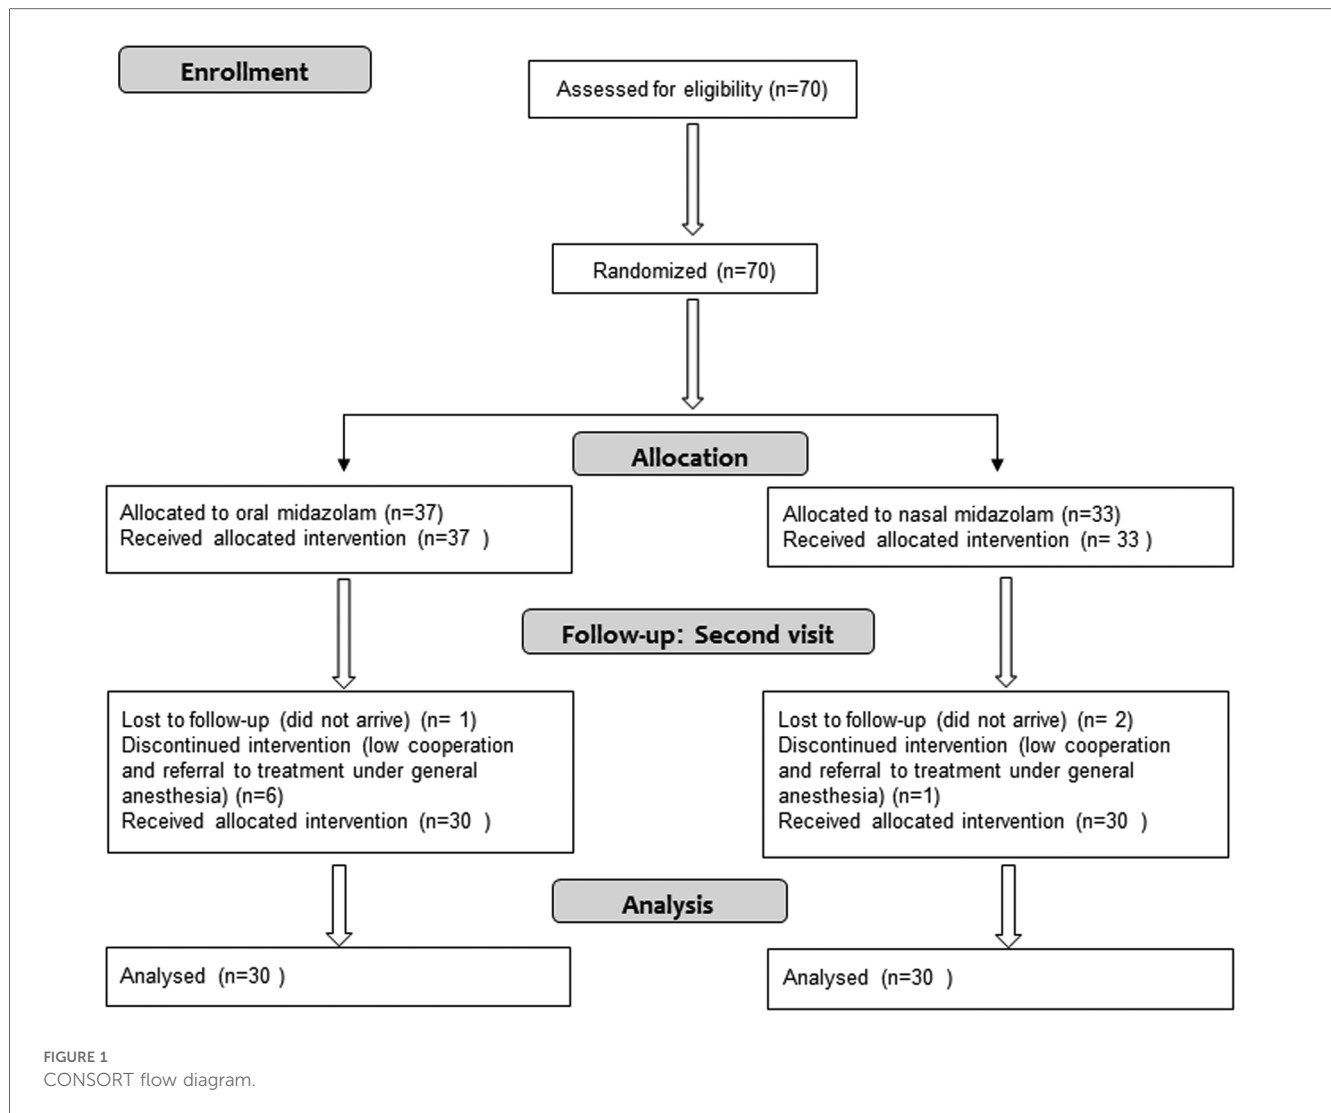 Enrollment
Assessed for eligibility (n=70)
Randomized (n=70)
Allocation
Allocated to oral midazolam (n=37)
Received allocated intervention (n=37 )
Allocated to nasal midazolam (n=33)
Received allocated intervention (n= 33 )
Follow-up: Second visit
Lost to follow-up (did not arrive) (n= 1)
Discontinued intervention (low cooperation
and referral to treatment under general
anesthesia) (n=6)
Received allocated intervention (n=30 )
Lost to follow-up (did not arrive) (n= 2)
Discontinued intervention (low cooperation
and referral to treatment under general
anesthesia) (n=1)
Received allocated intervention (n=30 )
Analysis
Analysed (n=30 )
Analysed (n=30 )
FIGURE 1
CONSORT flow diagram.